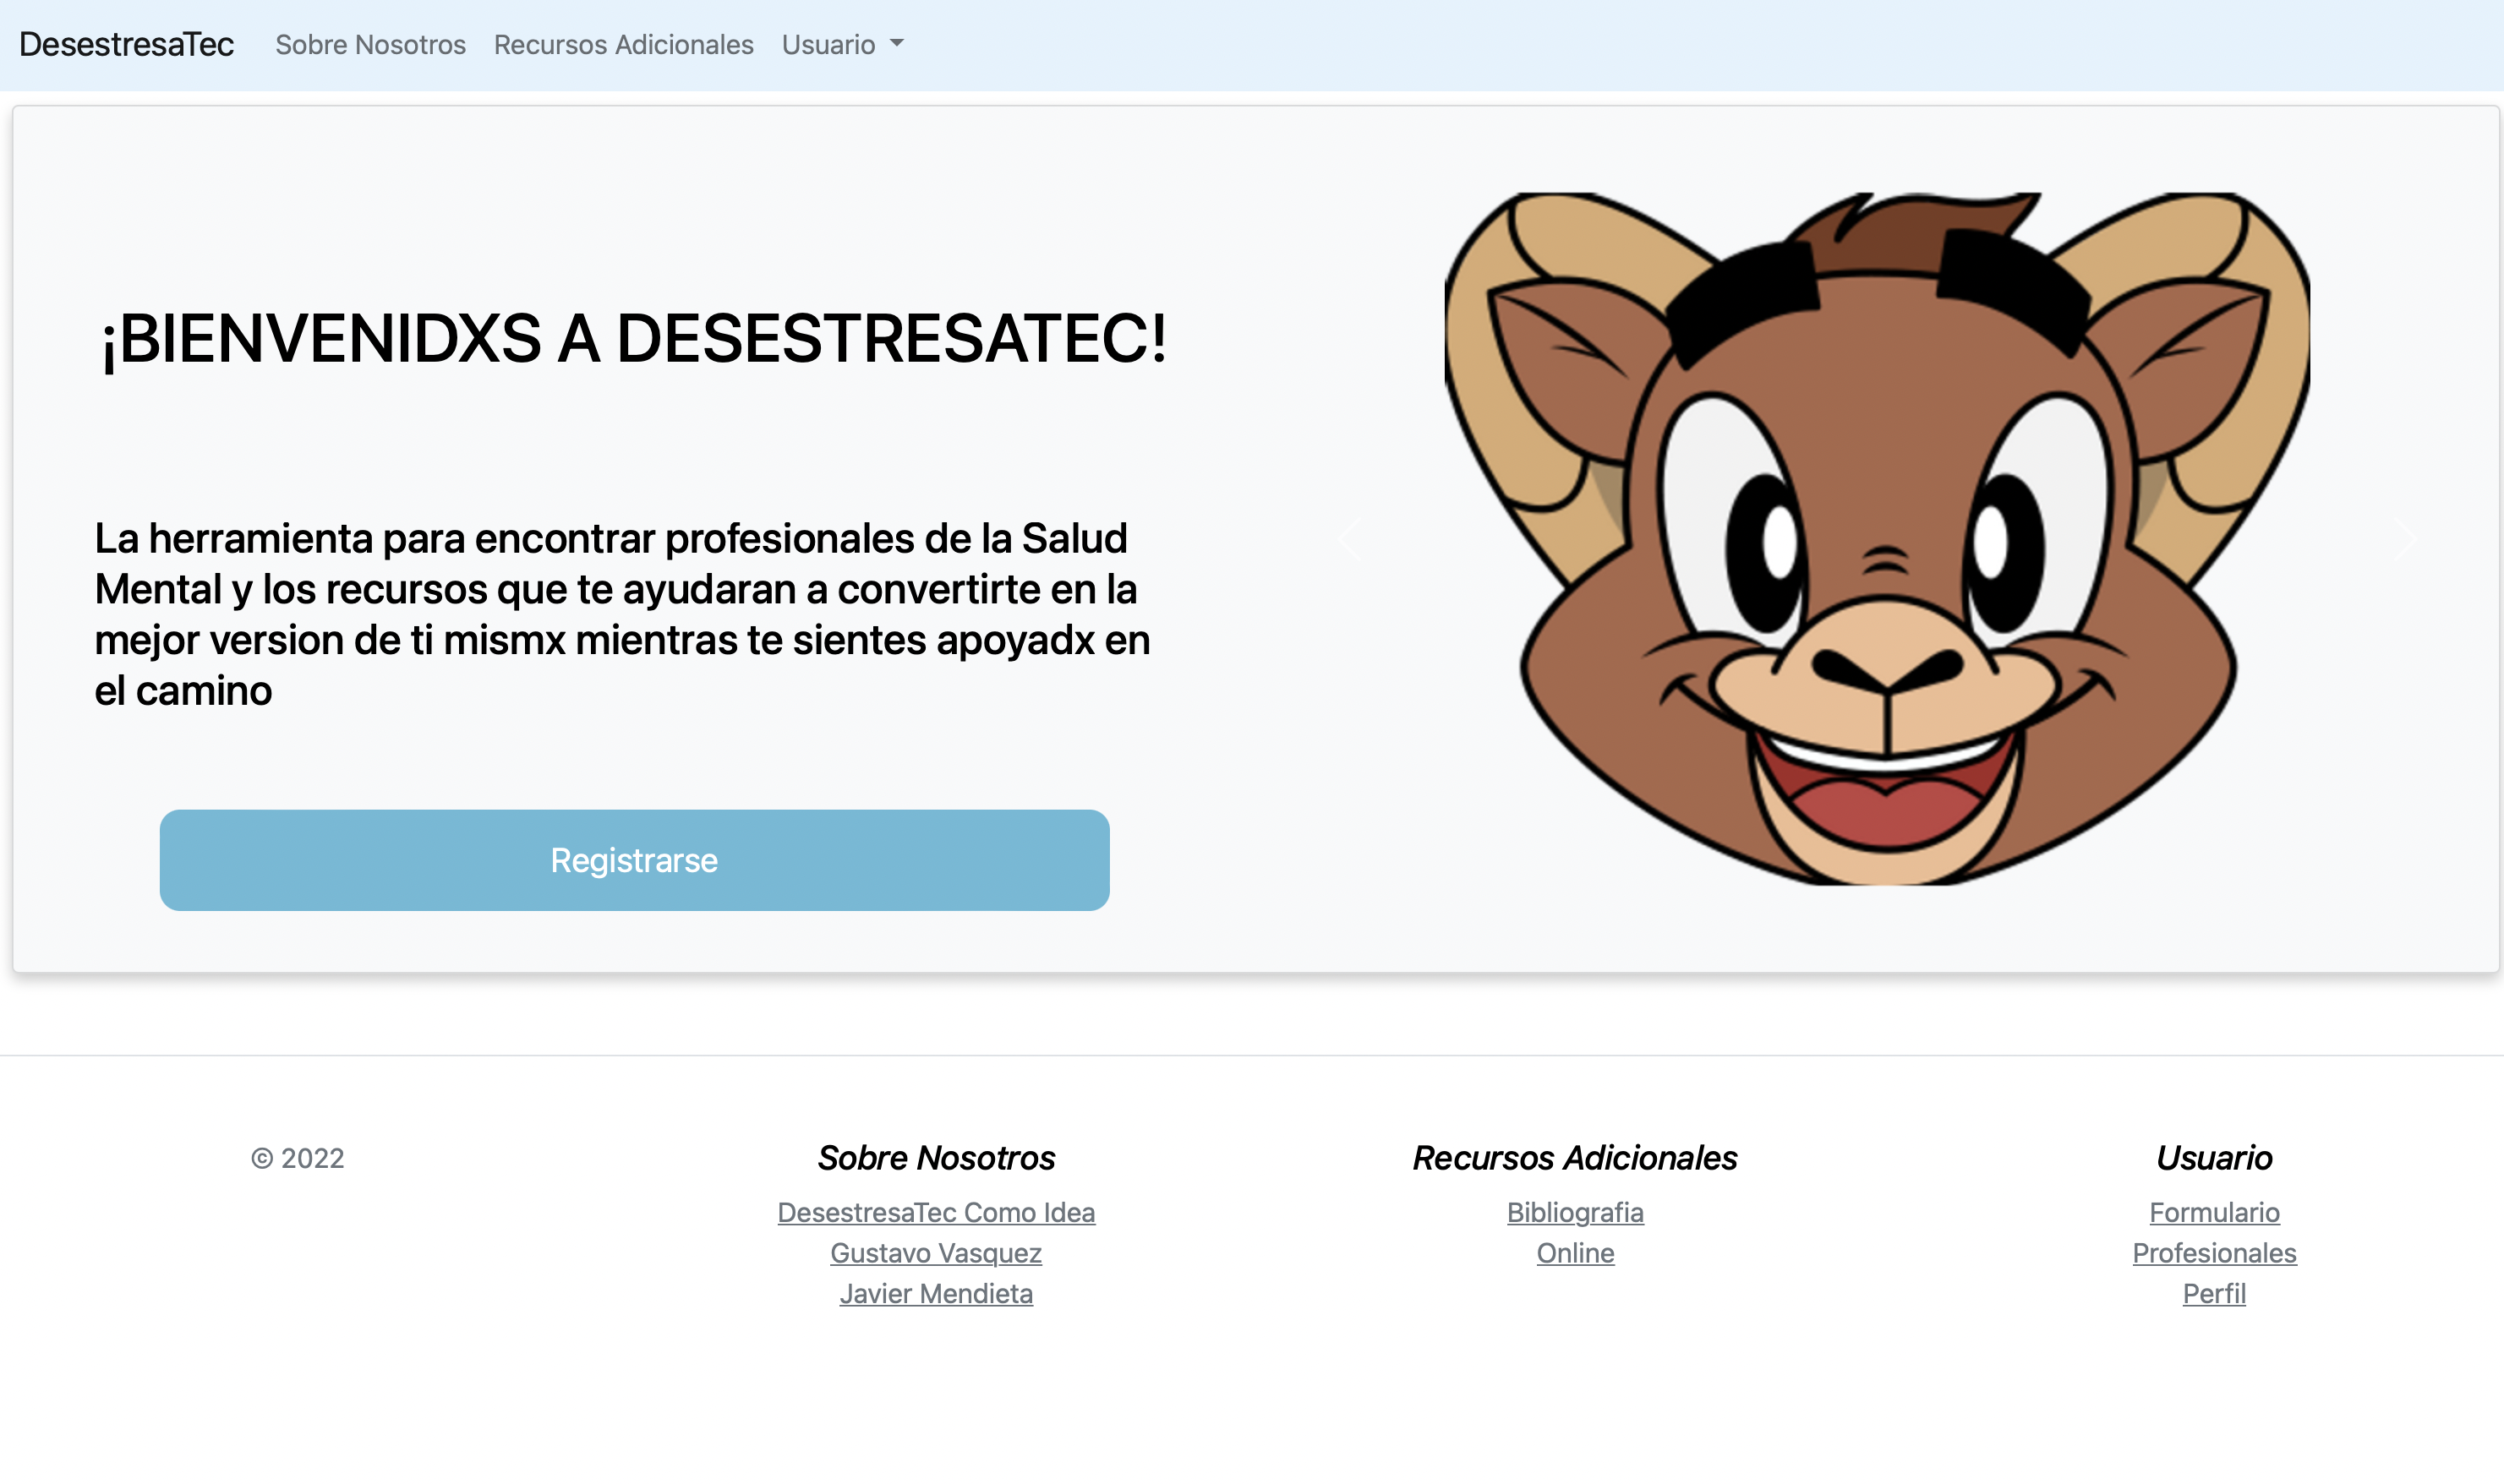 DesestresaTec Sobre Nosotros Recursos Adicionales Usuario
¡BIENVENIDXS A DESESTRESATEC!
La herramienta para encontrar profesionales de la Salud
Mental y los recursos que te ayudaran a convertirte en la
mejor version de ti mismx mientras te sientes apoyadx en
el camino
Registrarse
© 2022
Sobre Nosotros
DesestresaTec Como Idea
Gustavo Vasquez
Javier Mendieta
Recursos Adicionales
Bibliografia
Online
Usuario
Formulario
Profesionales
Perfil